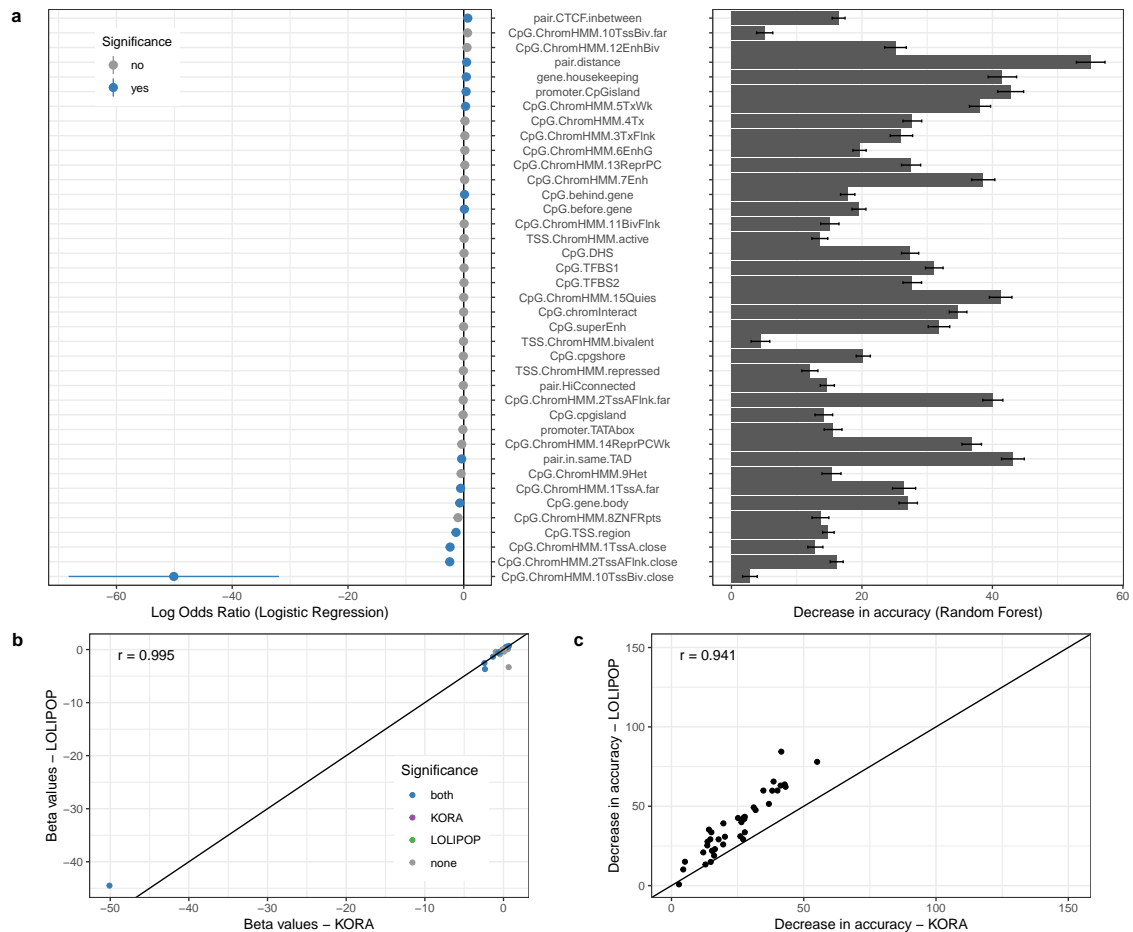 a
Significance
no
yes
pair.CTCF.inbetween
CpG.ChromHMM.10TssBiv.far
CpG.ChromHMM.12EnhBiv
pair.distance
gene.housekeeping
promoter.CpGisland
CpG.ChromHMM.5TxWk
CpG.ChromHMM.4Tx
CpG.ChromHMM.3TxFlnk
CpG.ChromHMM.6EnhG
CpG.ChromHMM.13ReprPC
CpG.ChromHMM.7Enh
CpG.behind.gene
CpG.before.gene
CpG.ChromHMM.11BivFlnk
TSS.ChromHMM.active
CpG.DHS
CpG.TFBS1
CpG.TFBS2
CpG.ChromHMM.15Quies
CpG.chromInteract
CpG.superEnh
TSS.ChromHMM.bivalent
CpG.cpgshore
TSS.ChromHMM.repressed
pair.HiCconnected
CpG.ChromHMM.2TssAFlnk.far
CpG.cpgisland
promoter.TATAbox
CpG.ChromHMM.14ReprPCWk
pair.in.same.TAD
CpG.ChromHMM.9Het
CpG.ChromHMM.1TssA.far
CpG.gene.body
CpG.ChromHMM.8ZNFRpts
CpG.TSS.region
CpG.ChromHMM.1TssA.close
CpG.ChromHMM.2TssAFlnk.close
CpG.ChromHMM.10TssBiv.close
−60 −40 −20 0
Log Odds Ratio (Logistic Regression)
0 20 40 60
Decrease in accuracy (Random Forest)
b
r = 0.995
Beta values − LOLIPOP
0
−10
−20
−30
−40
Significance
both
KORA
LOLIPOP
none
−50 −40 −30 −20 −10 0
Beta values − KORA
c
r = 0.941
Decrease in accuracy − LOLIPOP
150
100
50
0
0 50 100 150
Decrease in accuracy − KORA